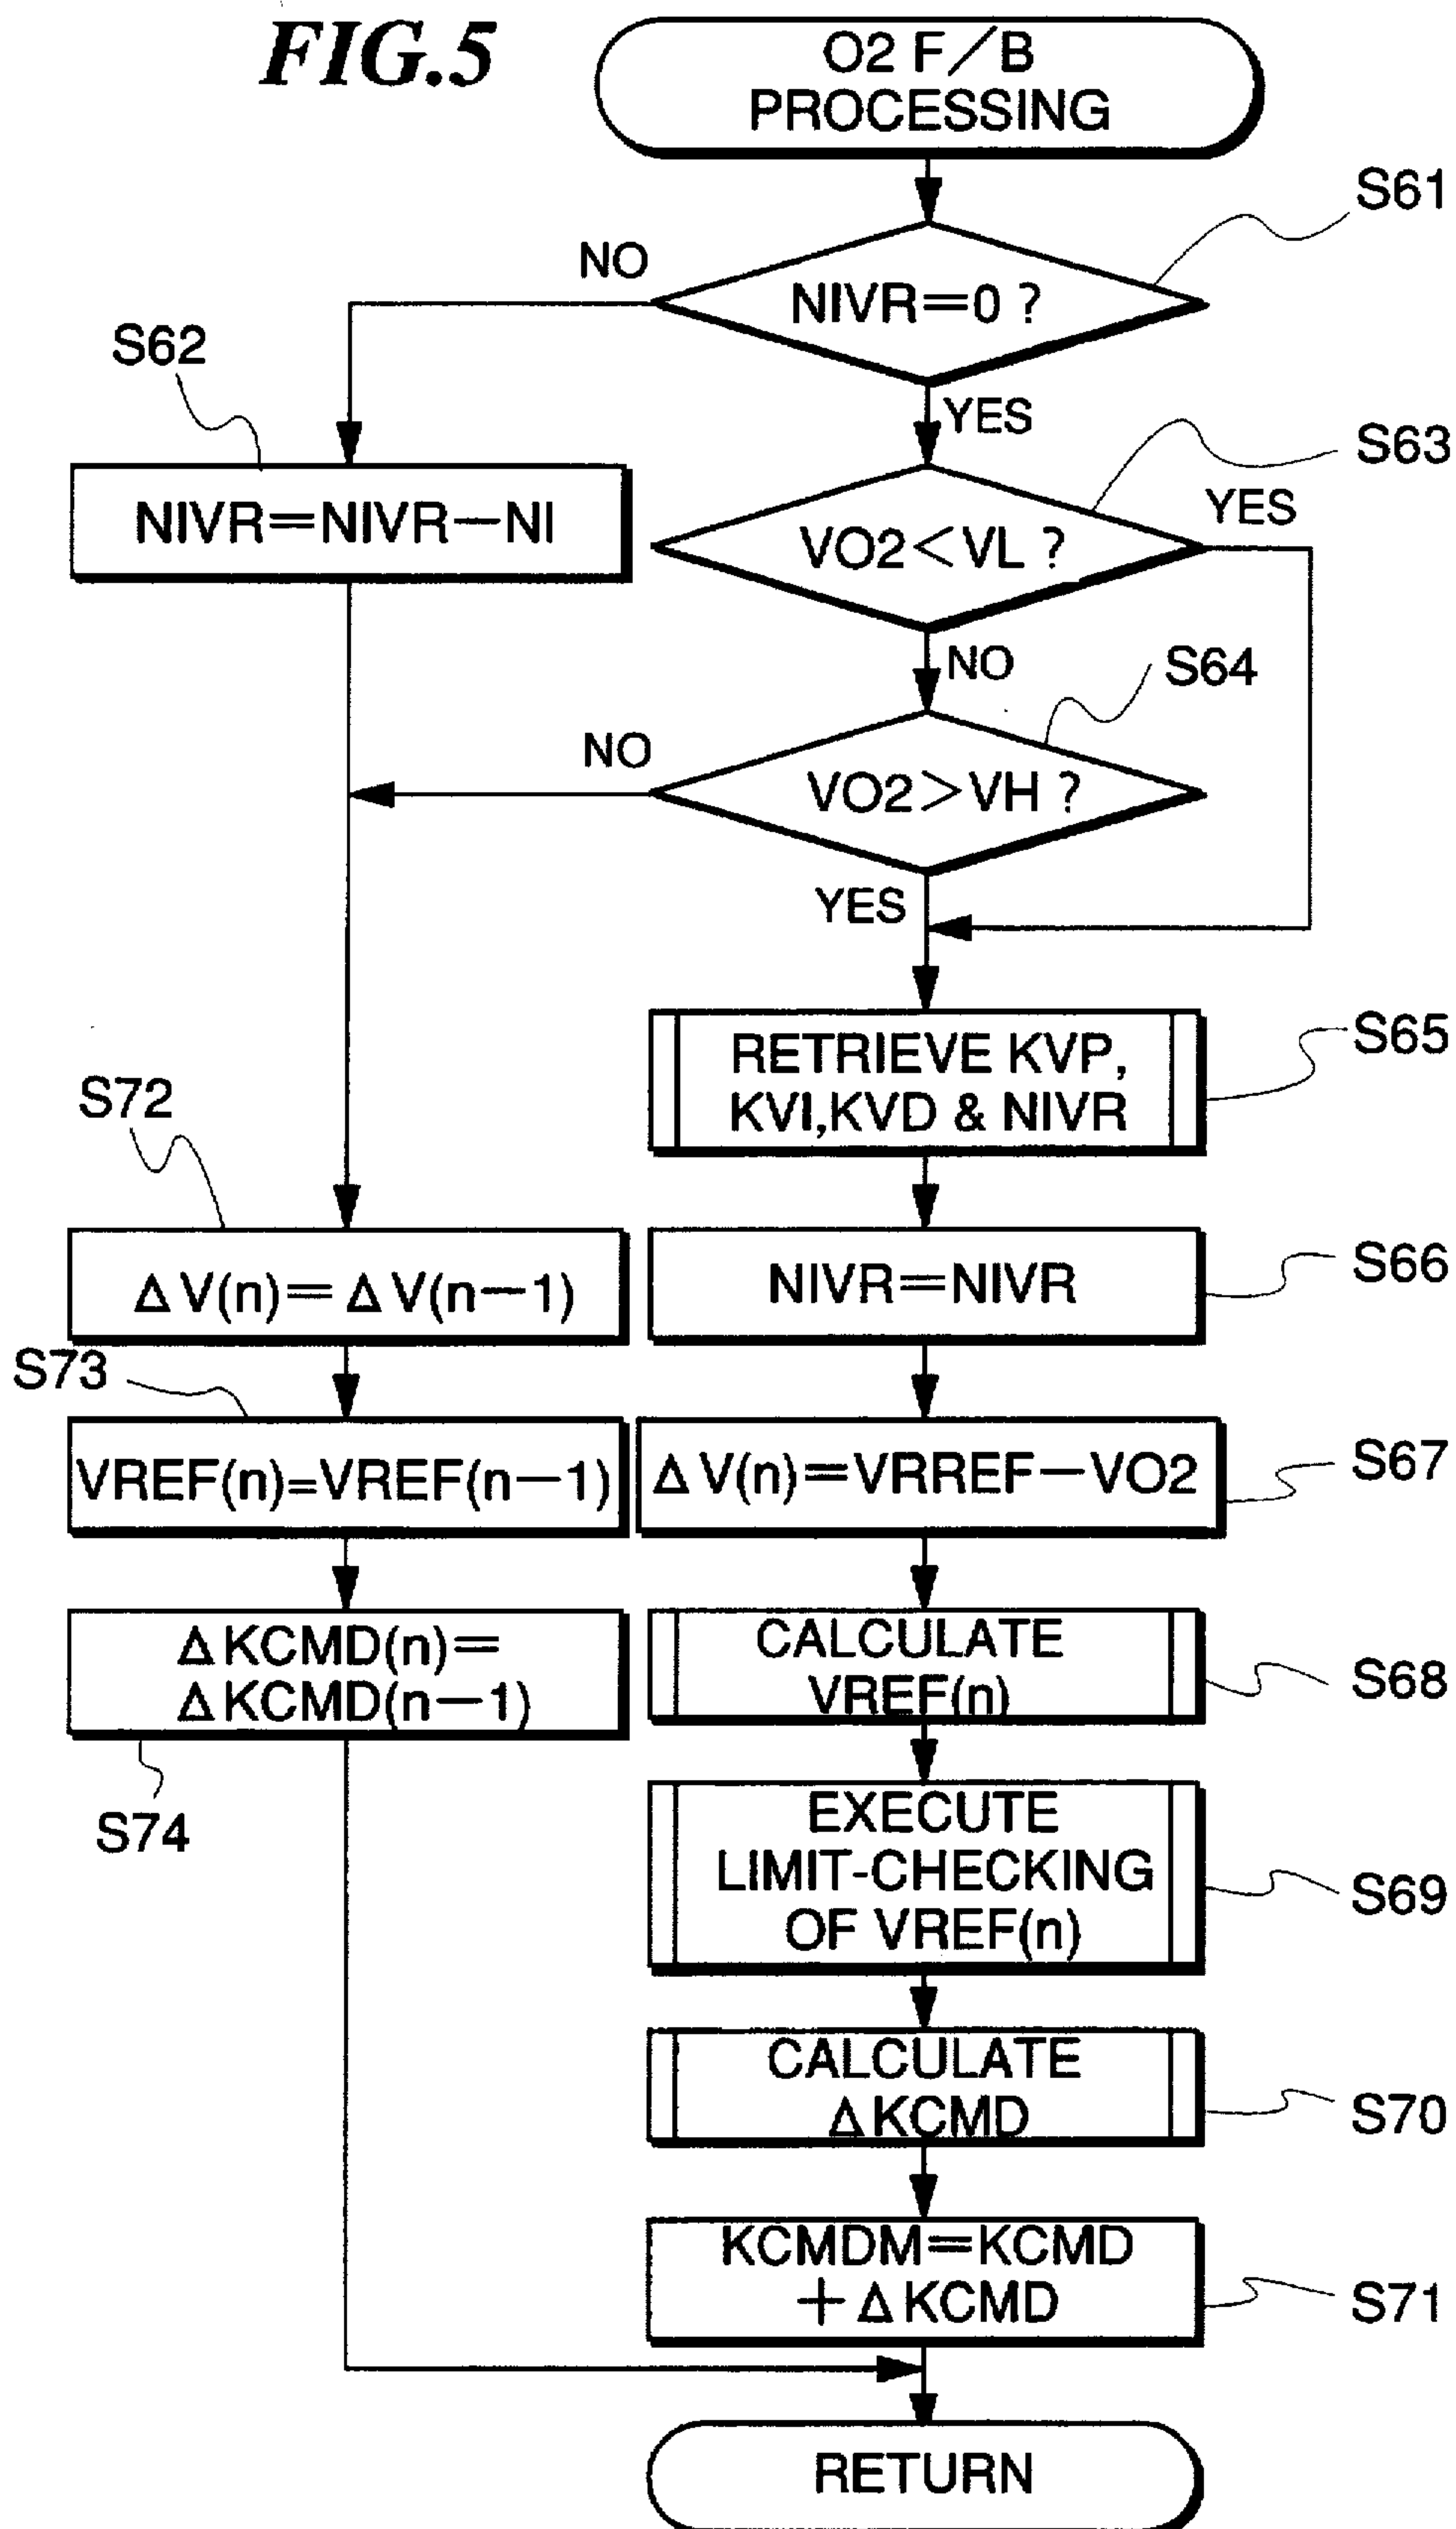 FIG.5
O2 F/B
PROCESSING
S61
NO
NIVR=0 ?
S62
YES
S63
NIVR=NIVR-NI
YES
VO2<VL ?
NO
S64
NO
VO2>VH ?
YES
RETRIEVE KVP,
KVI,KVD & NIVR
S65
S72
ΔV(n)=ΔV(n-1)
NIVR=NIVR
S66
S73
VREF(n)=VREF(n-1)
ΔV(n)=VRREF-VO2
S67
ΔKCMD(n)=
ΔKCMD(n-1)
CALCULATE
VREF(n)
S68
S74
EXECUTE
LIMIT-CHECKING
OF VREF(n)
S69
CALCULATE
ΔKCMD
S70
KCMDM=KCMD
+ΔKCMD
S71
RETURN